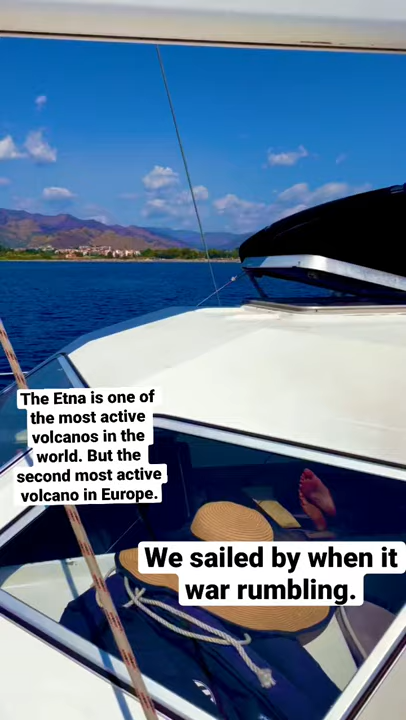 The Etna is one of
the most active
volcanos in the
world. But the
second most active
volcano in Europe.
We sailed by when it
war rumbling.